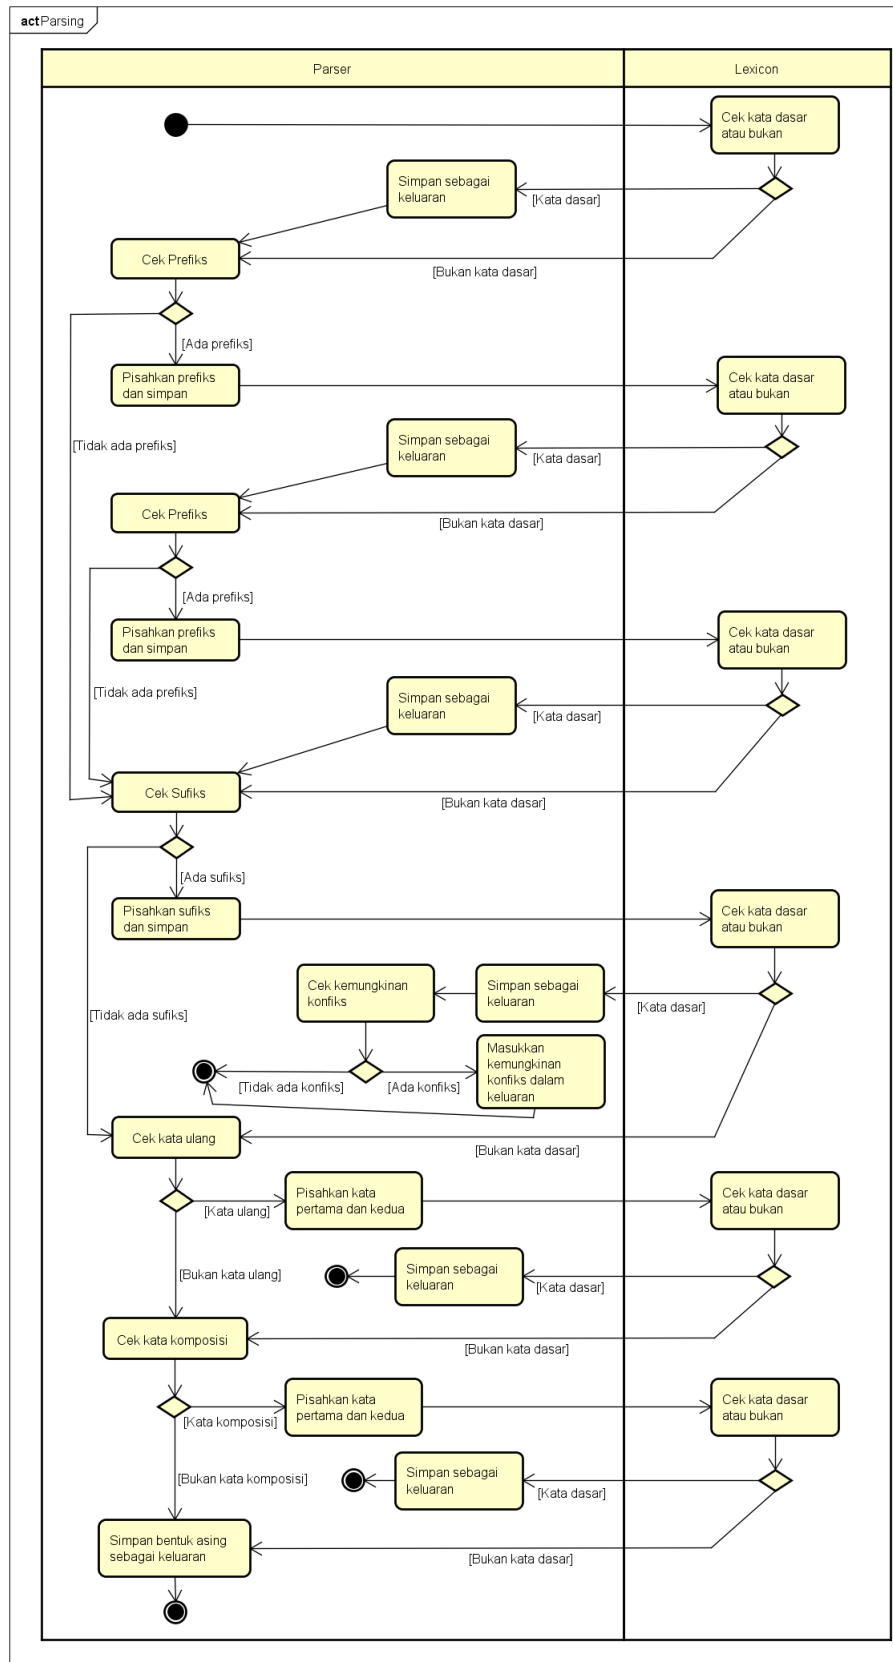 act Parsing
Parser
Lexicon
Cek kata dasar
atau bukan
Simpan sebagai
keluaran
[Kata dasar]
Cek Prefiks
[Bukan kata dasar]
[Ada prefiks]
Pisahkan prefiks
dan simpan
Cek kata dasar
atau bukan
[Tidak ada prefiks]
Simpan sebagai
keluaran
[Kata dasar]
Cek Prefiks
[Bukan kata dasar]
[Ada prefiks]
Pisahkan prefiks
dan simpan
Cek kata dasar
atau bukan
[Tidak ada prefiks]
Simpan sebagai
keluaran
[Kata dasar]
Cek Sufiks
[Bukan kata dasar]
[Ada sufiks]
Pisahkan sufiks
dan simpan
Cek kata dasar
atau bukan
Cek kemungkinan
konfiks
Simpan sebagai
keluaran
[Kata dasar]
[Tidak ada sufiks]
Masukkan
kemungkinan
konfiks dalam
keluaran
[Tidak ada konfiks]
[Ada konfiks]
Cek kata ulang
[Bukan kata dasar]
Pisahkan kata
pertama dan kedua
Cek kata dasar
atau bukan
[Kata ulang]
[Bukan kata ulang]
Simpan sebagai
keluaran
[Kata dasar]
Cek kata komposisi
[Bukan kata dasar]
Pisahkan kata
pertama dan kedua
Cek kata dasar
atau bukan
[Kata komposisi]
[Bukan kata komposisi]
Simpan sebagai
keluaran
[Kata dasar]
Simpan bentuk asing
sebagai keluaran
[Bukan kata dasar]